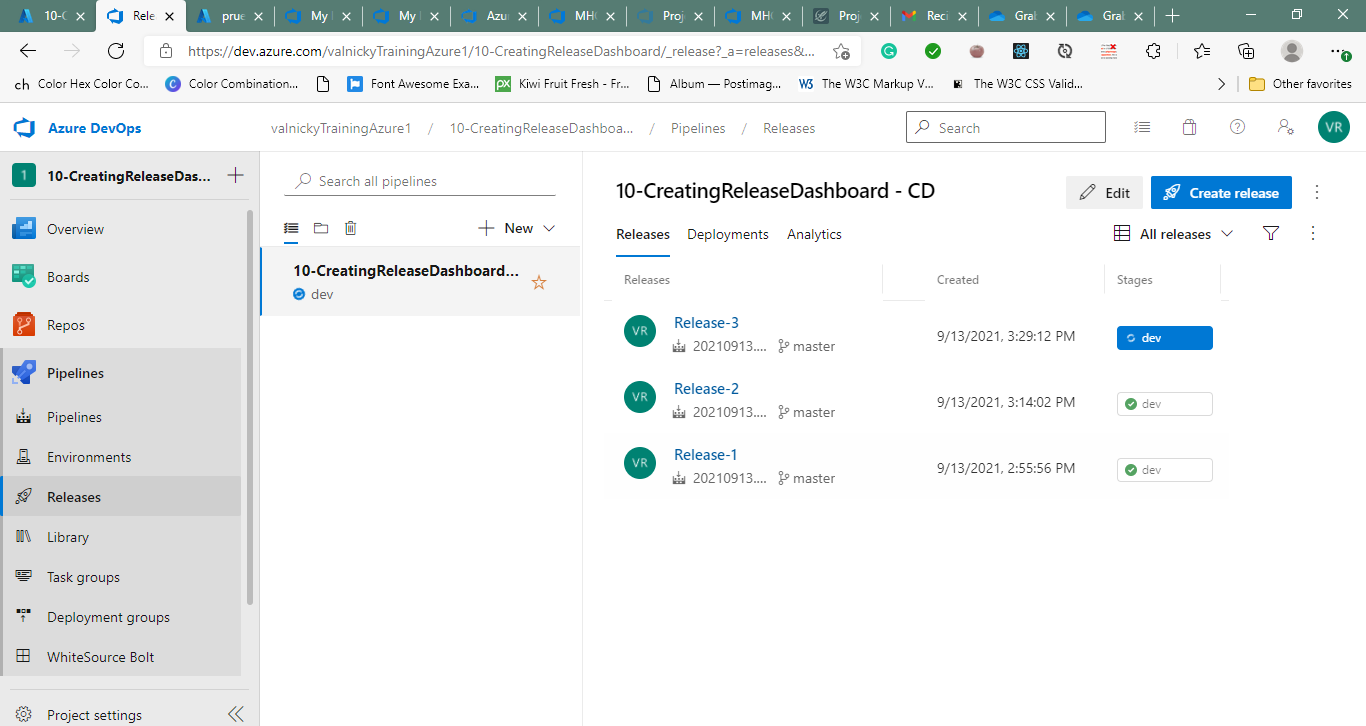 10-C
Rele
prue
My
My
Azu
MHC
Proj
MHC
Proj
Reci
Gral
Gral
https://dev.azure.com/valnickyTrainingAzure1/10-CreatingReleaseDashboard/_release?_a=releases&...
ch Color Hex Color Co...
Color Combination...
Font Awesome Exa...
px Kiwi Fruit Fresh - Fr...
Album — Postimag...
W3 The W3C Markup V...
The W3C CSS Valid...
Other favorites
Azure DevOps
valnickyTrainingAzure1 / 10-CreatingReleaseDashboa... / Pipelines / Releases
Search
VR
1 10-CreatingReleaseDas...
Overview
Boards
Repos
Pipelines
Pipelines
Environments
Releases
Library
Task groups
Deployment groups
WhiteSource Bolt
Project settings
Search all pipelines
New
10-CreatingReleaseDashboard...
dev
10-CreatingReleaseDashboard - CD
Edit
Create release
Releases Deployments Analytics
All releases
Releases Created Stages
VR Release-3
20210913.... master
9/13/2021, 3:29:12 PM
dev
VR Release-2
20210913.... master
9/13/2021, 3:14:02 PM
dev
VR Release-1
20210913.... master
9/13/2021, 2:55:56 PM
dev